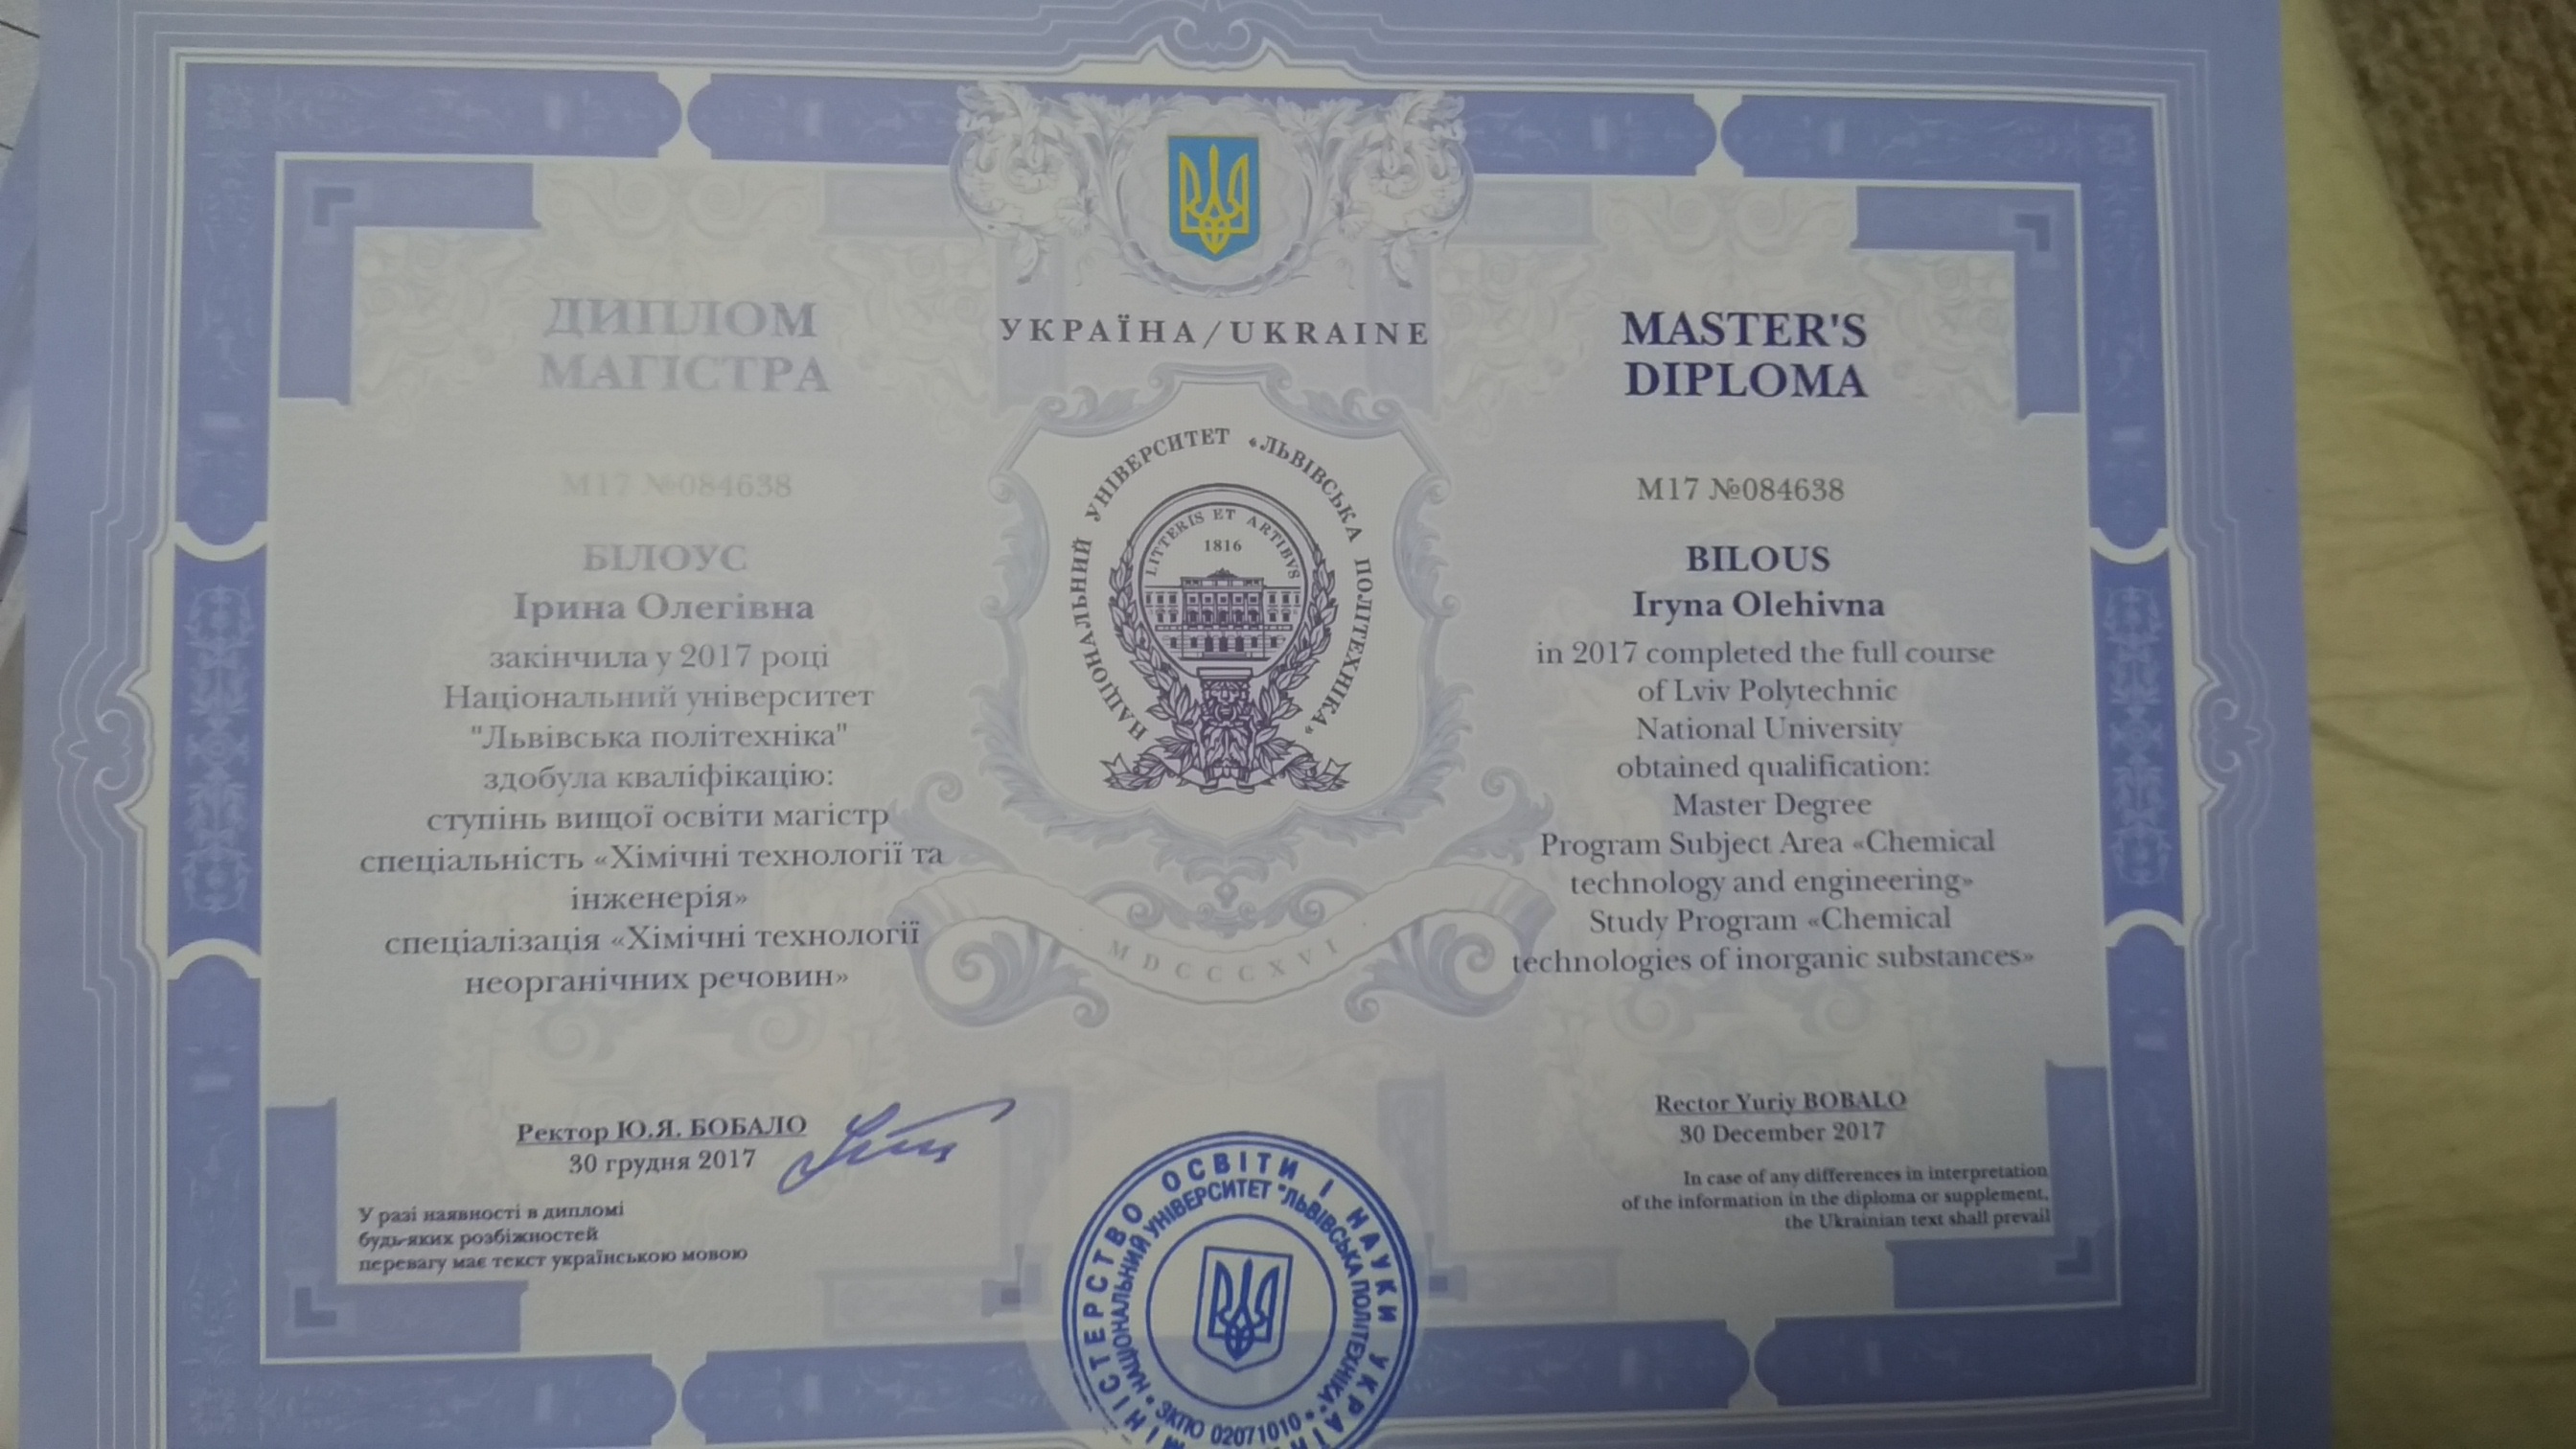 УКРАЇНА/UKRAINE
ДИПЛОМ
МАГІСТРА
М17 №084638
БІЛОУС
Ірина Олегівна
закінчила у 2017 році
Національний університет
"Львівська політехніка"
здобула кваліфікацію:
ступінь вищої освіти магістр
спеціальність «Хімічні технології та
інженерія»
спеціалізація «Хімічні технології
неорганічних речовин»
Ректор Ю.Я. БОБАЛО
30 грудня 2017
У разі наявності в дипломі
будь-яких розбіжностей
перевагу має текст українською мовою
НАЦІОНАЛЬНИЙ УНІВЕРСИТЕТ «ЛЬВІВСЬКА ПОЛІТЕХНІКА»
LITTERIS ET ARTIBVS
1816
MDCCCXVI
MASTER'S
DIPLOMA
М17 №084638
BILOUS
Iryna Olehivna
in 2017 completed the full course
of Lviv Polytechnic
National University
obtained qualification:
Master Degree
Program Subject Area «Chemical
technology and engineering»
Study Program «Chemical
technologies of inorganic substances»
Rector Yuriy BOBALO
30 December 2017
In case of any differences in interpretation
of the information in the diploma or supplement,
the Ukrainian text shall prevail
МІНІСТЕРСТВО ОСВІТИ І НАУКИ
НАЦІОНАЛЬНИЙ УНІВЕРСИТЕТ "ЛЬВІВСЬКА ПОЛІТЕХНІКА"
ЗКПО 02071010